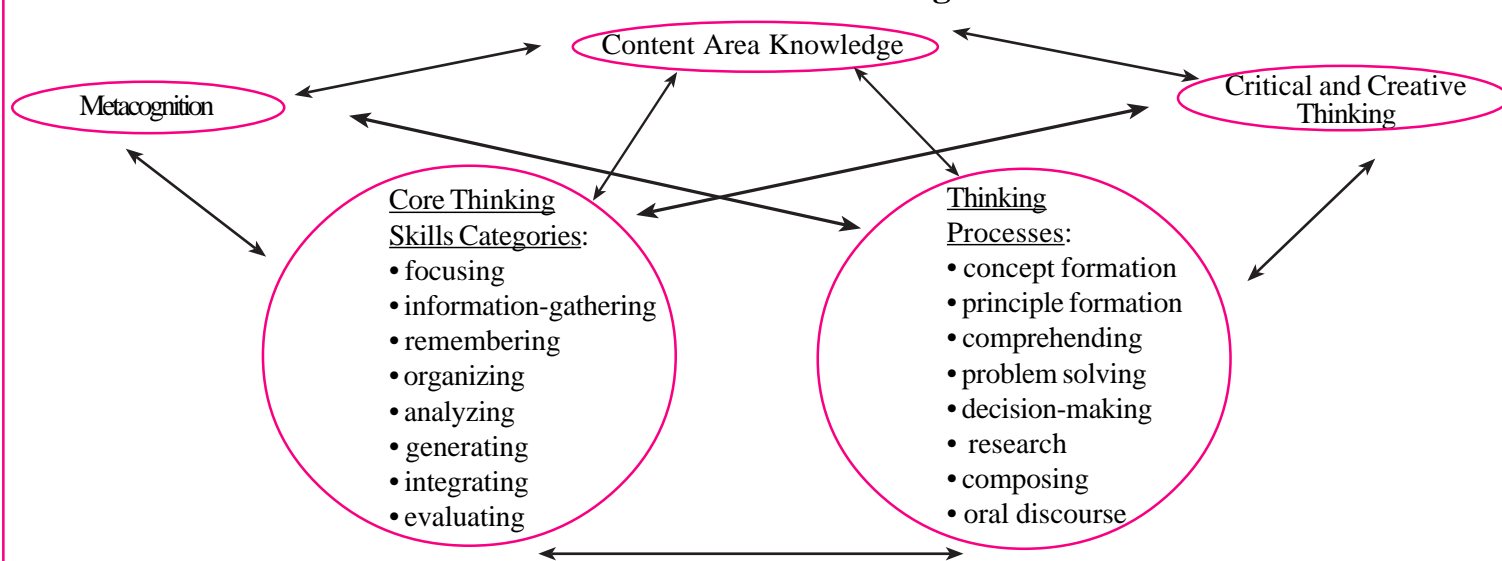 Content Area Knowledge
Metacognition
Critical and Creative
Thinking
Core Thinking
Skills Categories:
• focusing
• information-gathering
• remembering
• organizing
• analyzing
• generating
• integrating
• evaluating
Thinking
Processes:
• concept formation
• principle formation
• comprehending
• problem solving
• decision-making
• research
• composing
• oral discourse